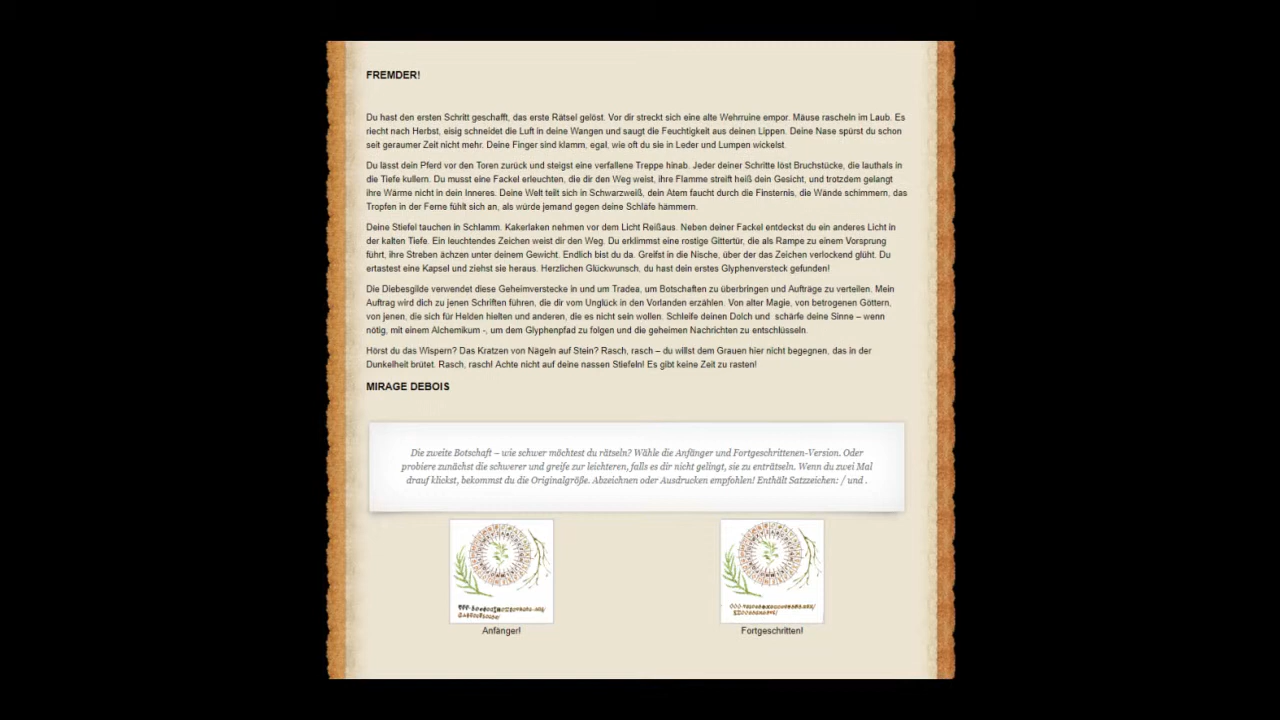 FREMDER!
Du hast den ersten Schritt geschafft, das erste Rätsel gelöst. Vor dir streckt sich eine alte Wehrruine empor. Mäuse rascheln im Laub. Es
riecht nach Herbst, eisig schneidet die Luft in deine Wangen und saugt die Feuchtigkeit aus deinen Lippen. Deine Nase spürst du schon
seit geraumer Zeit nicht mehr. Deine Finger sind klamm, egal, wie oft du sie in Leder und Lumpen wickelst.
Du lässt dein Pferd vor den Toren zurück und steigst eine verfallene Treppe hinab. Jeder deiner Schritte löst Bruchstücke, die lauthals in
die Tiefe kullern. Du musst eine Fackel erleuchten, die dir den Weg weist, ihre Flamme streift heiß dein Gesicht, und trotzdem gelangt
ihre Wärme nicht in dein Inneres. Deine Welt teilt sich in Schwarzweiß, dein Atem faucht durch die Finsternis, die Wände schimmern, das
Tropfen in der Ferne fühlt sich an, als würde jemand gegen deine Schläfe hämmern.
Deine Stiefel tauchen in Schlamm. Kakerlaken nehmen vor dem Licht Reißaus. Neben deiner Fackel entdeckst du ein anderes Licht in
der kalten Tiefe. Ein leuchtendes Zeichen weist dir den Weg. Du erklimmst eine rostige Gittertür, die als Rampe zu einem Vorsprung
führt, ihre Streben ächzen unter deinem Gewicht. Endlich bist du da. Greifst in die Nische, über der das Zeichen verlockend glüht. Du
ertastest eine Kapsel und ziehst sie heraus. Herzlichen Glückwunsch, du hast dein erstes Glyphenversteck gefunden!
Die Diebesgilde verwendet diese Geheimverstecke in und um Tradea, um Botschaften zu überbringen und Aufträge zu verteilen. Mein
Auftrag wird dich zu jenen Schriften führen, die dir vom Unglück in den Vorlanden erzählen. Von alter Magie, von betrogenen Göttern,
von jenen, die sich für Helden hielten und anderen, die es nicht sein wollen. Schleife deinen Dolch und  schärfe deine Sinne – wenn
nötig, mit einem Alchemikum -, um dem Glyphenpfad zu folgen und die geheimen Nachrichten zu entschlüsseln.
Hörst du das Wispern? Das Kratzen von Nägeln auf Stein? Rasch, rasch – du willst dem Grauen hier nicht begegnen, das in der
Dunkelheit brütet. Rasch, rasch! Achte nicht auf deine nassen Stiefeln! Es gibt keine Zeit zu rasten!
MIRAGE DEBOIS
Die zweite Botschaft – wie schwer möchtest du rätseln? Wähle die Anfänger und Fortgeschrittenen-Version. Oder
probiere zunächst die schwerer und greife zur leichteren, falls es dir nicht gelingt, sie zu enträtseln. Wenn du zwei Mal
drauf klickst, bekommst du die Originalgröße. Abzeichnen oder Ausdrucken empfohlen! Enthält Satzzeichen: / und .
Anfänger!
Fortgeschritten!